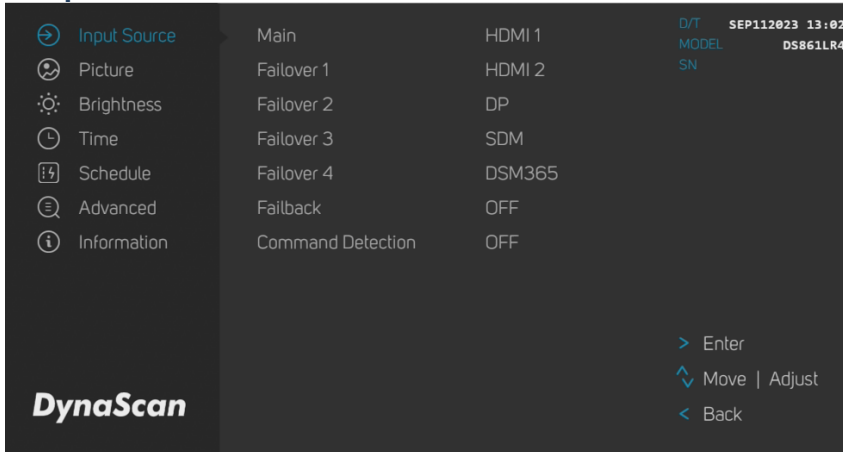 Input Source
Picture
Brightness
Time
Schedule
Advanced
Information
DynaScan
Main HDMI 1
Failover 1 HDMI 2
Failover 2 DP
Failover 3 SDM
Failover 4 DSM365
Failback OFF
Command Detection OFF
D/T SEP112023 13:02
MODEL DS861LR4
SN
> Enter
Move | Adjust
< Back